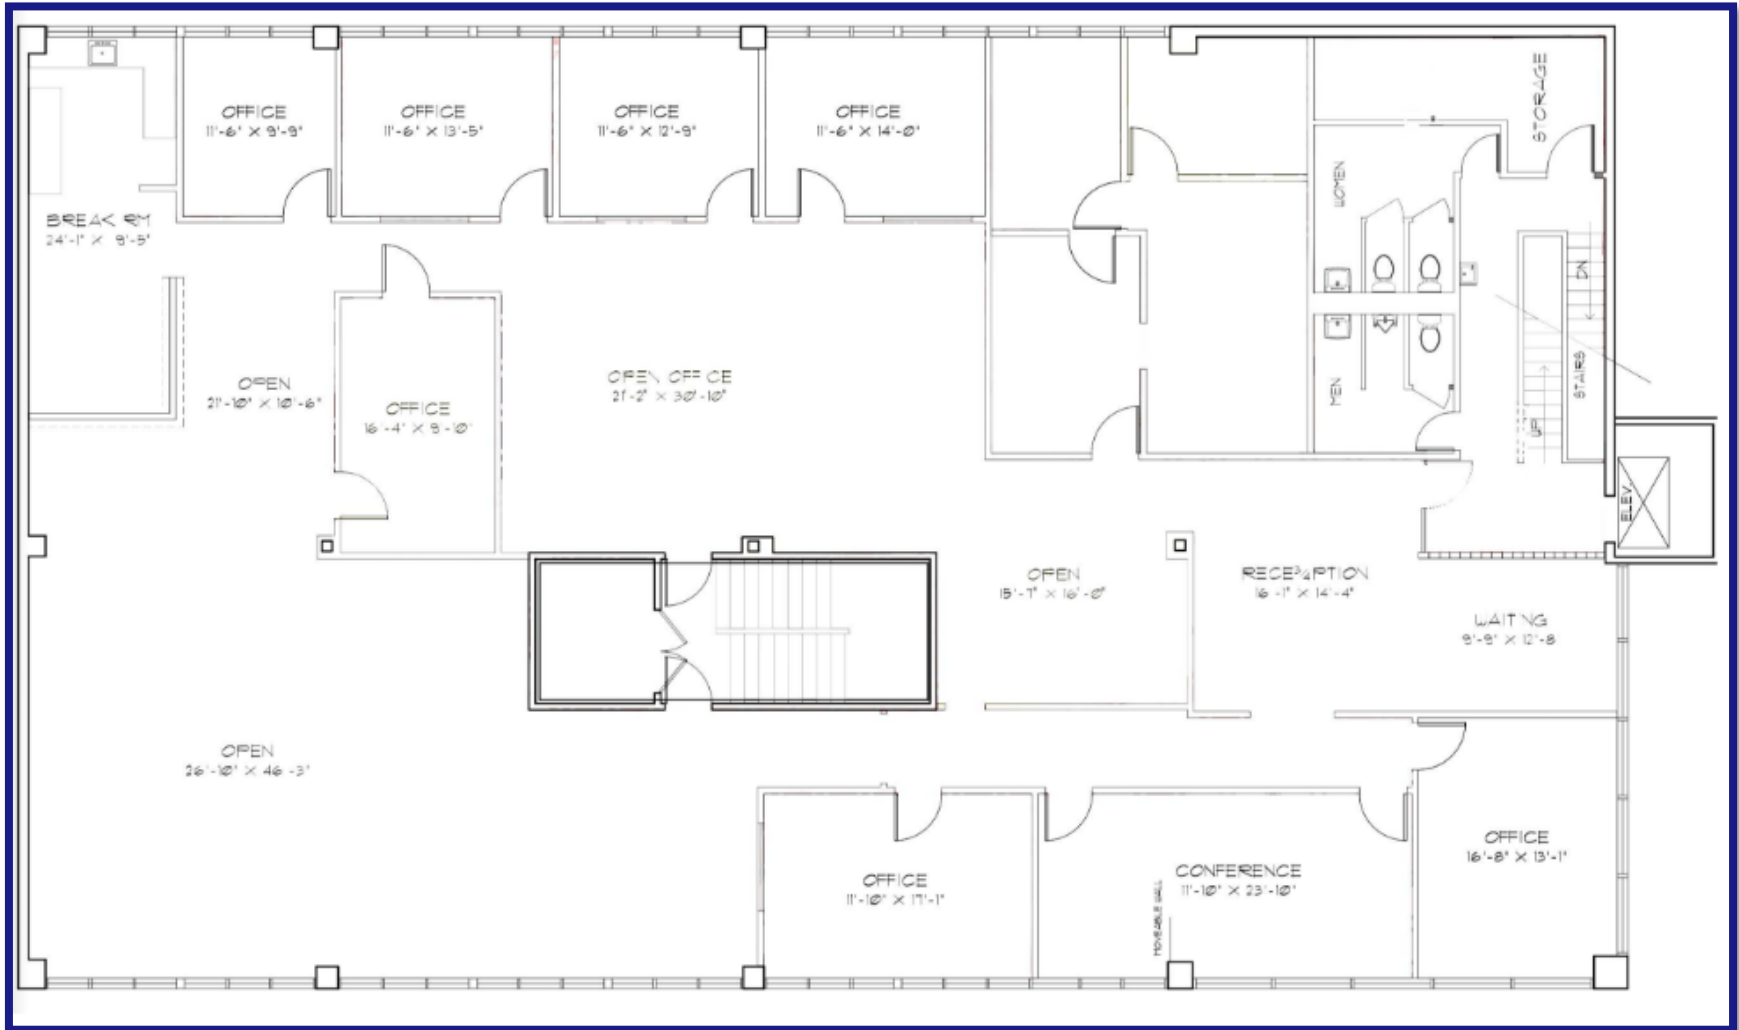 OFFICE
11'-6" X 9'-9"
OFFICE
11'-6" X 13'-5"
OFFICE
11'-6" X 12'-9"
OFFICE
11'-6" X 14'-0"
STORAGE
WOMEN
BREAK RM
24'-1" X 9'-5"
DN
OPEN
21'-10" X 10'-6"
OFFICE
16'-4" X 9'-10"
OPEN OFFICE
21'-2" X 30'-10"
MEN
STAIRS
UP
ELEV.
OPEN
15'-7" X 16'-0"
RECE¾PTION
16'-1" X 14'-4"
WAITING
9'-9" X 12'-8
OPEN
26'-10" X 46'-3"
OFFICE
11'-10" X 17'-1"
CONFERENCE
11'-10" X 23'-10"
MOVEABLE WALL
OFFICE
16'-8" X 13'-1"